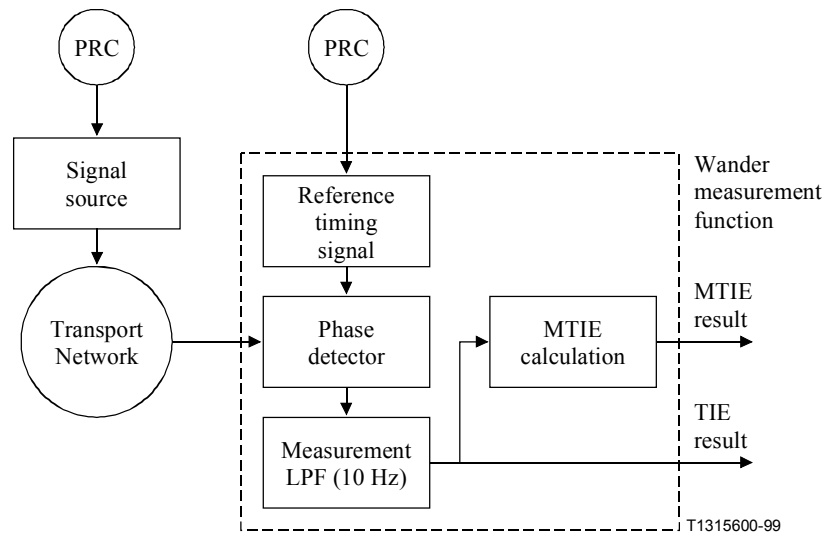 PRC
PRC
Signal
source
Reference
timing
signal
Wander
measurement
function
Transport
Network
Phase
detector
MTIE
calculation
MTIE
result
Measurement
LPF (10 Hz)
TIE
result
T1315600-99